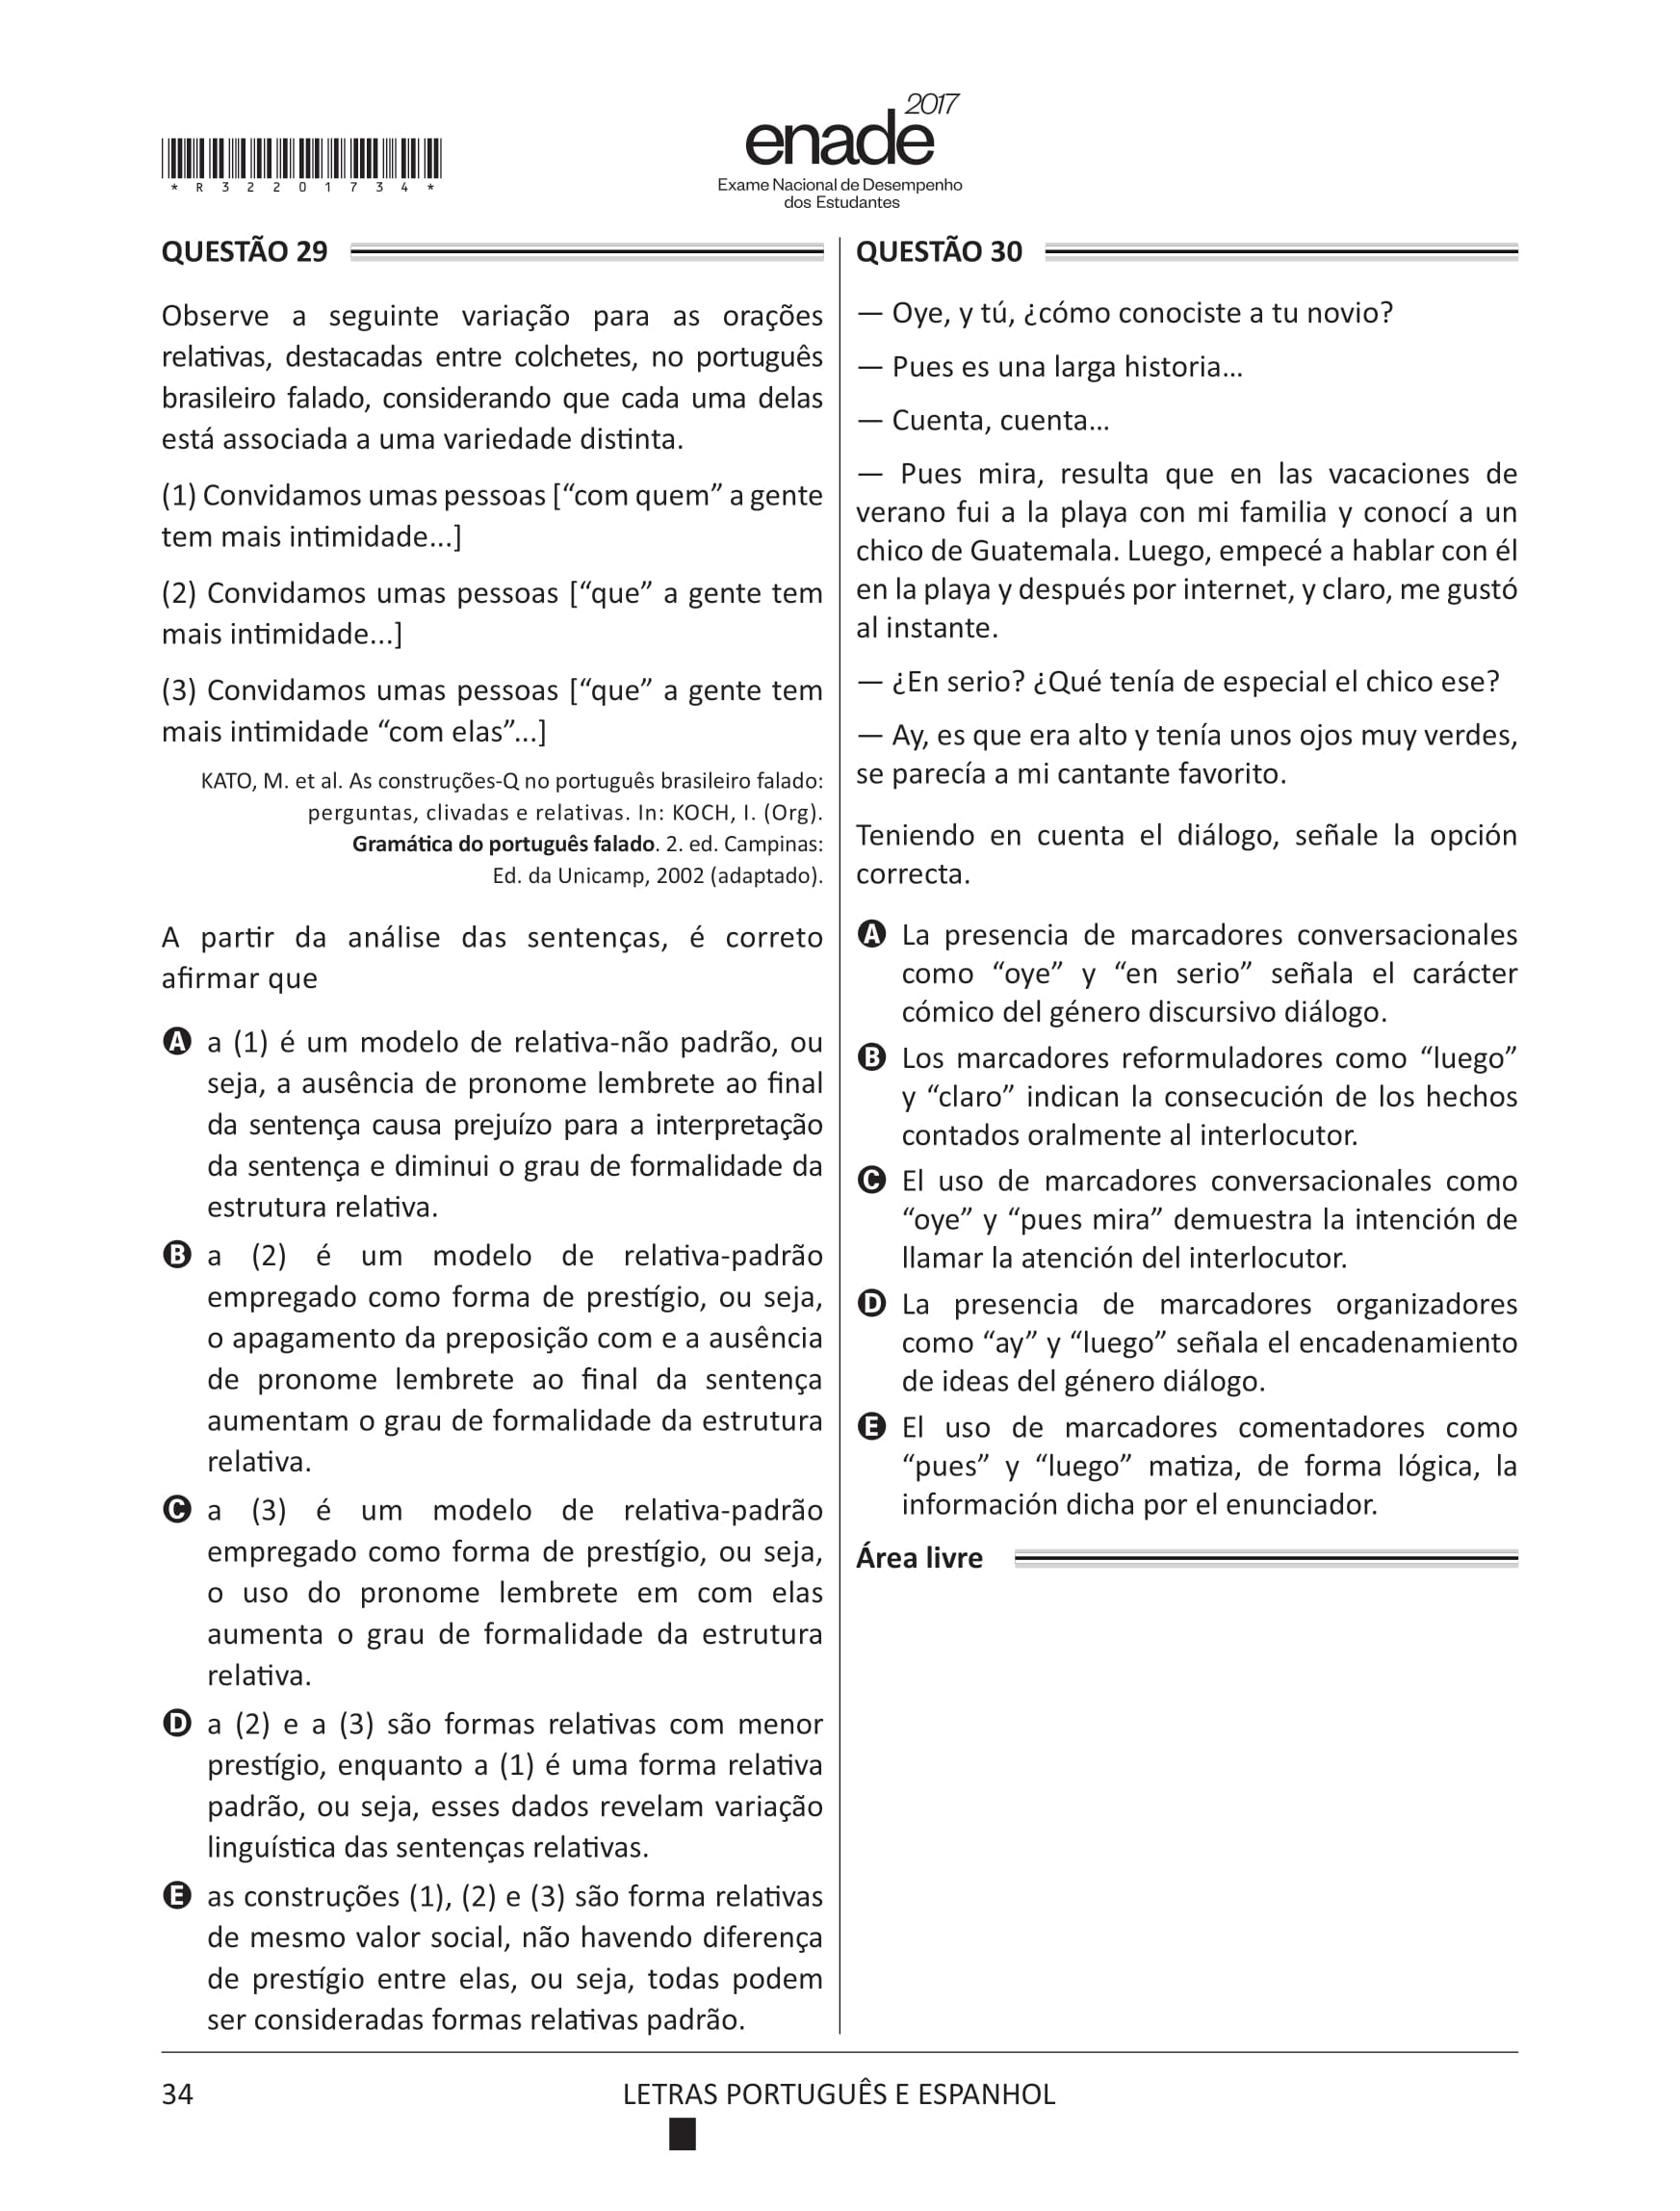 2017
enade
Exame Nacional de Desempenho
dos Estudantes
*R32201734*
QUESTÃO 29
Observe a seguinte variação para as orações
relativas, destacadas entre colchetes, no português
brasileiro falado, considerando que cada uma delas
está associada a uma variedade distinta.
(1) Convidamos umas pessoas [“com quem” a gente
tem mais intimidade...]
(2) Convidamos umas pessoas [“que” a gente tem
mais intimidade...]
(3) Convidamos umas pessoas [“que” a gente tem
mais intimidade “com elas”...]
KATO, M. et al. As construções-Q no português brasileiro falado:
perguntas, clivadas e relativas. In: KOCH, I. (Org).
Gramática do português falado. 2. ed. Campinas:
Ed. da Unicamp, 2002 (adaptado).
A partir da análise das sentenças, é correto
afirmar que
A a (1) é um modelo de relativa-não padrão, ou
seja, a ausência de pronome lembrete ao final
da sentença causa prejuízo para a interpretação
da sentença e diminui o grau de formalidade da
estrutura relativa.
B a (2) é um modelo de relativa-padrão
empregado como forma de prestígio, ou seja,
o apagamento da preposição com e a ausência
de pronome lembrete ao final da sentença
aumentam o grau de formalidade da estrutura
relativa.
C a (3) é um modelo de relativa-padrão
empregado como forma de prestígio, ou seja,
o uso do pronome lembrete em com elas
aumenta o grau de formalidade da estrutura
relativa.
D a (2) e a (3) são formas relativas com menor
prestígio, enquanto a (1) é uma forma relativa
padrão, ou seja, esses dados revelam variação
linguística das sentenças relativas.
E as construções (1), (2) e (3) são forma relativas
de mesmo valor social, não havendo diferença
de prestígio entre elas, ou seja, todas podem
ser consideradas formas relativas padrão.
QUESTÃO 30
— Oye, y tú, ¿cómo conociste a tu novio?
— Pues es una larga historia...
— Cuenta, cuenta...
— Pues mira, resulta que en las vacaciones de
verano fui a la playa con mi familia y conocí a un
chico de Guatemala. Luego, empecé a hablar con él
en la playa y después por internet, y claro, me gustó
al instante.
— ¿En serio? ¿Qué tenía de especial el chico ese?
— Ay, es que era alto y tenía unos ojos muy verdes,
se parecía a mi cantante favorito.
Teniendo en cuenta el diálogo, señale la opción
correcta.
A La presencia de marcadores conversacionales
como “oye” y “en serio” señala el carácter
cómico del género discursivo diálogo.
B Los marcadores reformuladores como “luego”
y “claro” indican la consecución de los hechos
contados oralmente al interlocutor.
C El uso de marcadores conversacionales como
“oye” y “pues mira” demuestra la intención de
llamar la atención del interlocutor.
D La presencia de marcadores organizadores
como “ay” y “luego” señala el encadenamiento
de ideas del género diálogo.
E El uso de marcadores comentadores como
“pues” y “luego” matiza, de forma lógica, la
información dicha por el enunciador.
Área livre
34
LETRAS PORTUGUÊS E ESPANHOL